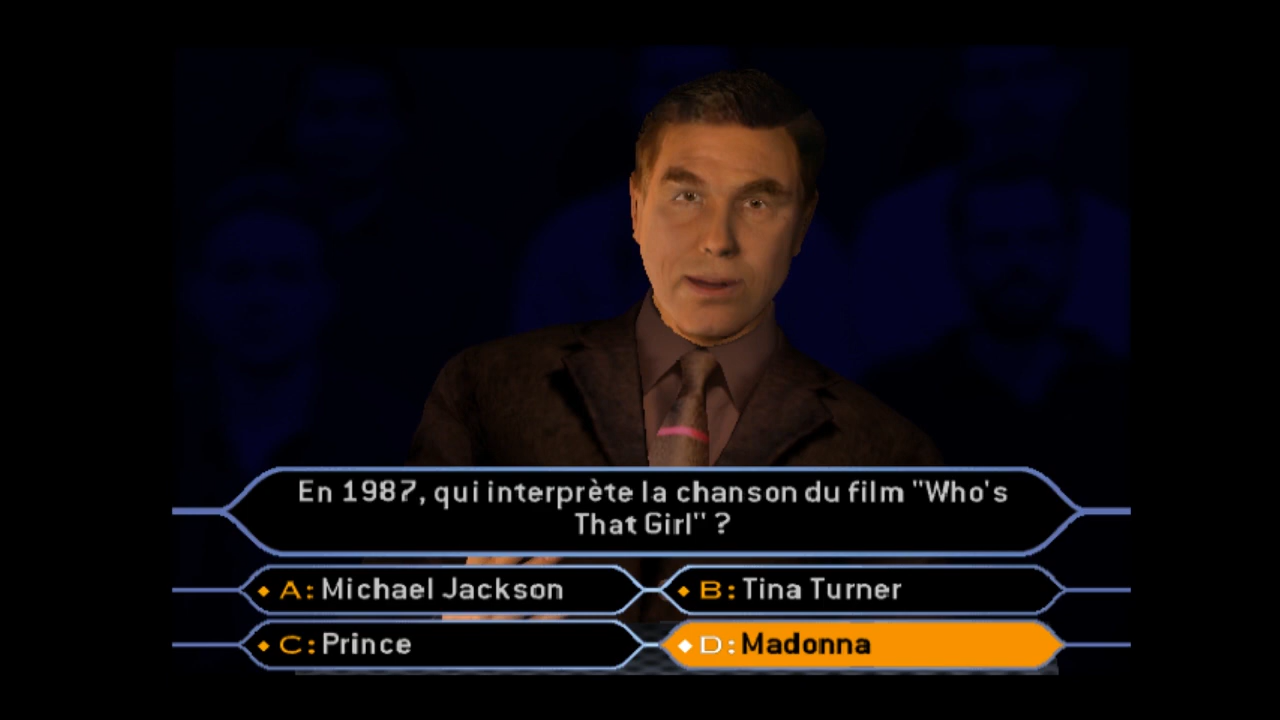 En 1987, qui interprète la chanson du film "Who's
That Girl" ?
A: Michael Jackson
B: Tina Turner
C: Prince
D: Madonna